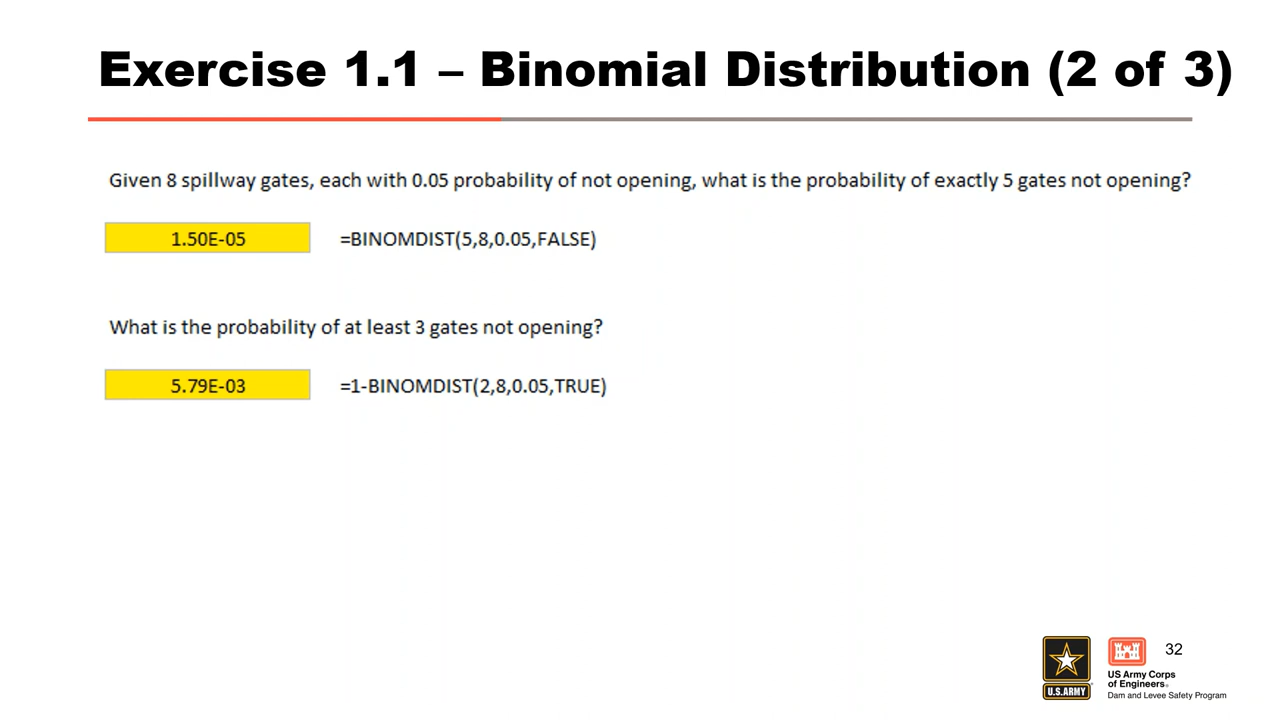 Exercise 1.1 – Binomial Distribution (2 of 3)
Given 8 spillway gates, each with 0.05 probability of not opening, what is the probability of exactly 5 gates not opening?
1.50E-05 =BINOMDIST(5,8,0.05,FALSE)
What is the probability of at least 3 gates not opening?
5.79E-03 =1-BINOMDIST(2,8,0.05,TRUE)
32
U.S.ARMY
US Army Corps
of Engineers®
Dam and Levee Safety Program